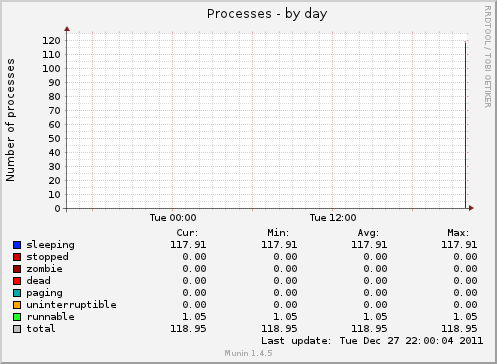 Processes - by day
RRDTOOL / TOBI OETIKER
Number of processes
120
110
100
90
80
70
60
50
40
30
20
10
0
Tue 00:00 Tue 12:00
Cur: Min: Avg: Max:
sleeping 117.91 117.91 117.91 117.91
stopped 0.00 0.00 0.00 0.00
zombie 0.00 0.00 0.00 0.00
dead 0.00 0.00 0.00 0.00
paging 0.00 0.00 0.00 0.00
uninterruptible 0.00 0.00 0.00 0.00
runnable 1.05 1.05 1.05 1.05
total 118.95 118.95 118.95 118.95
Last update: Tue Dec 27 22:00:04 2011
Munin 1.4.5